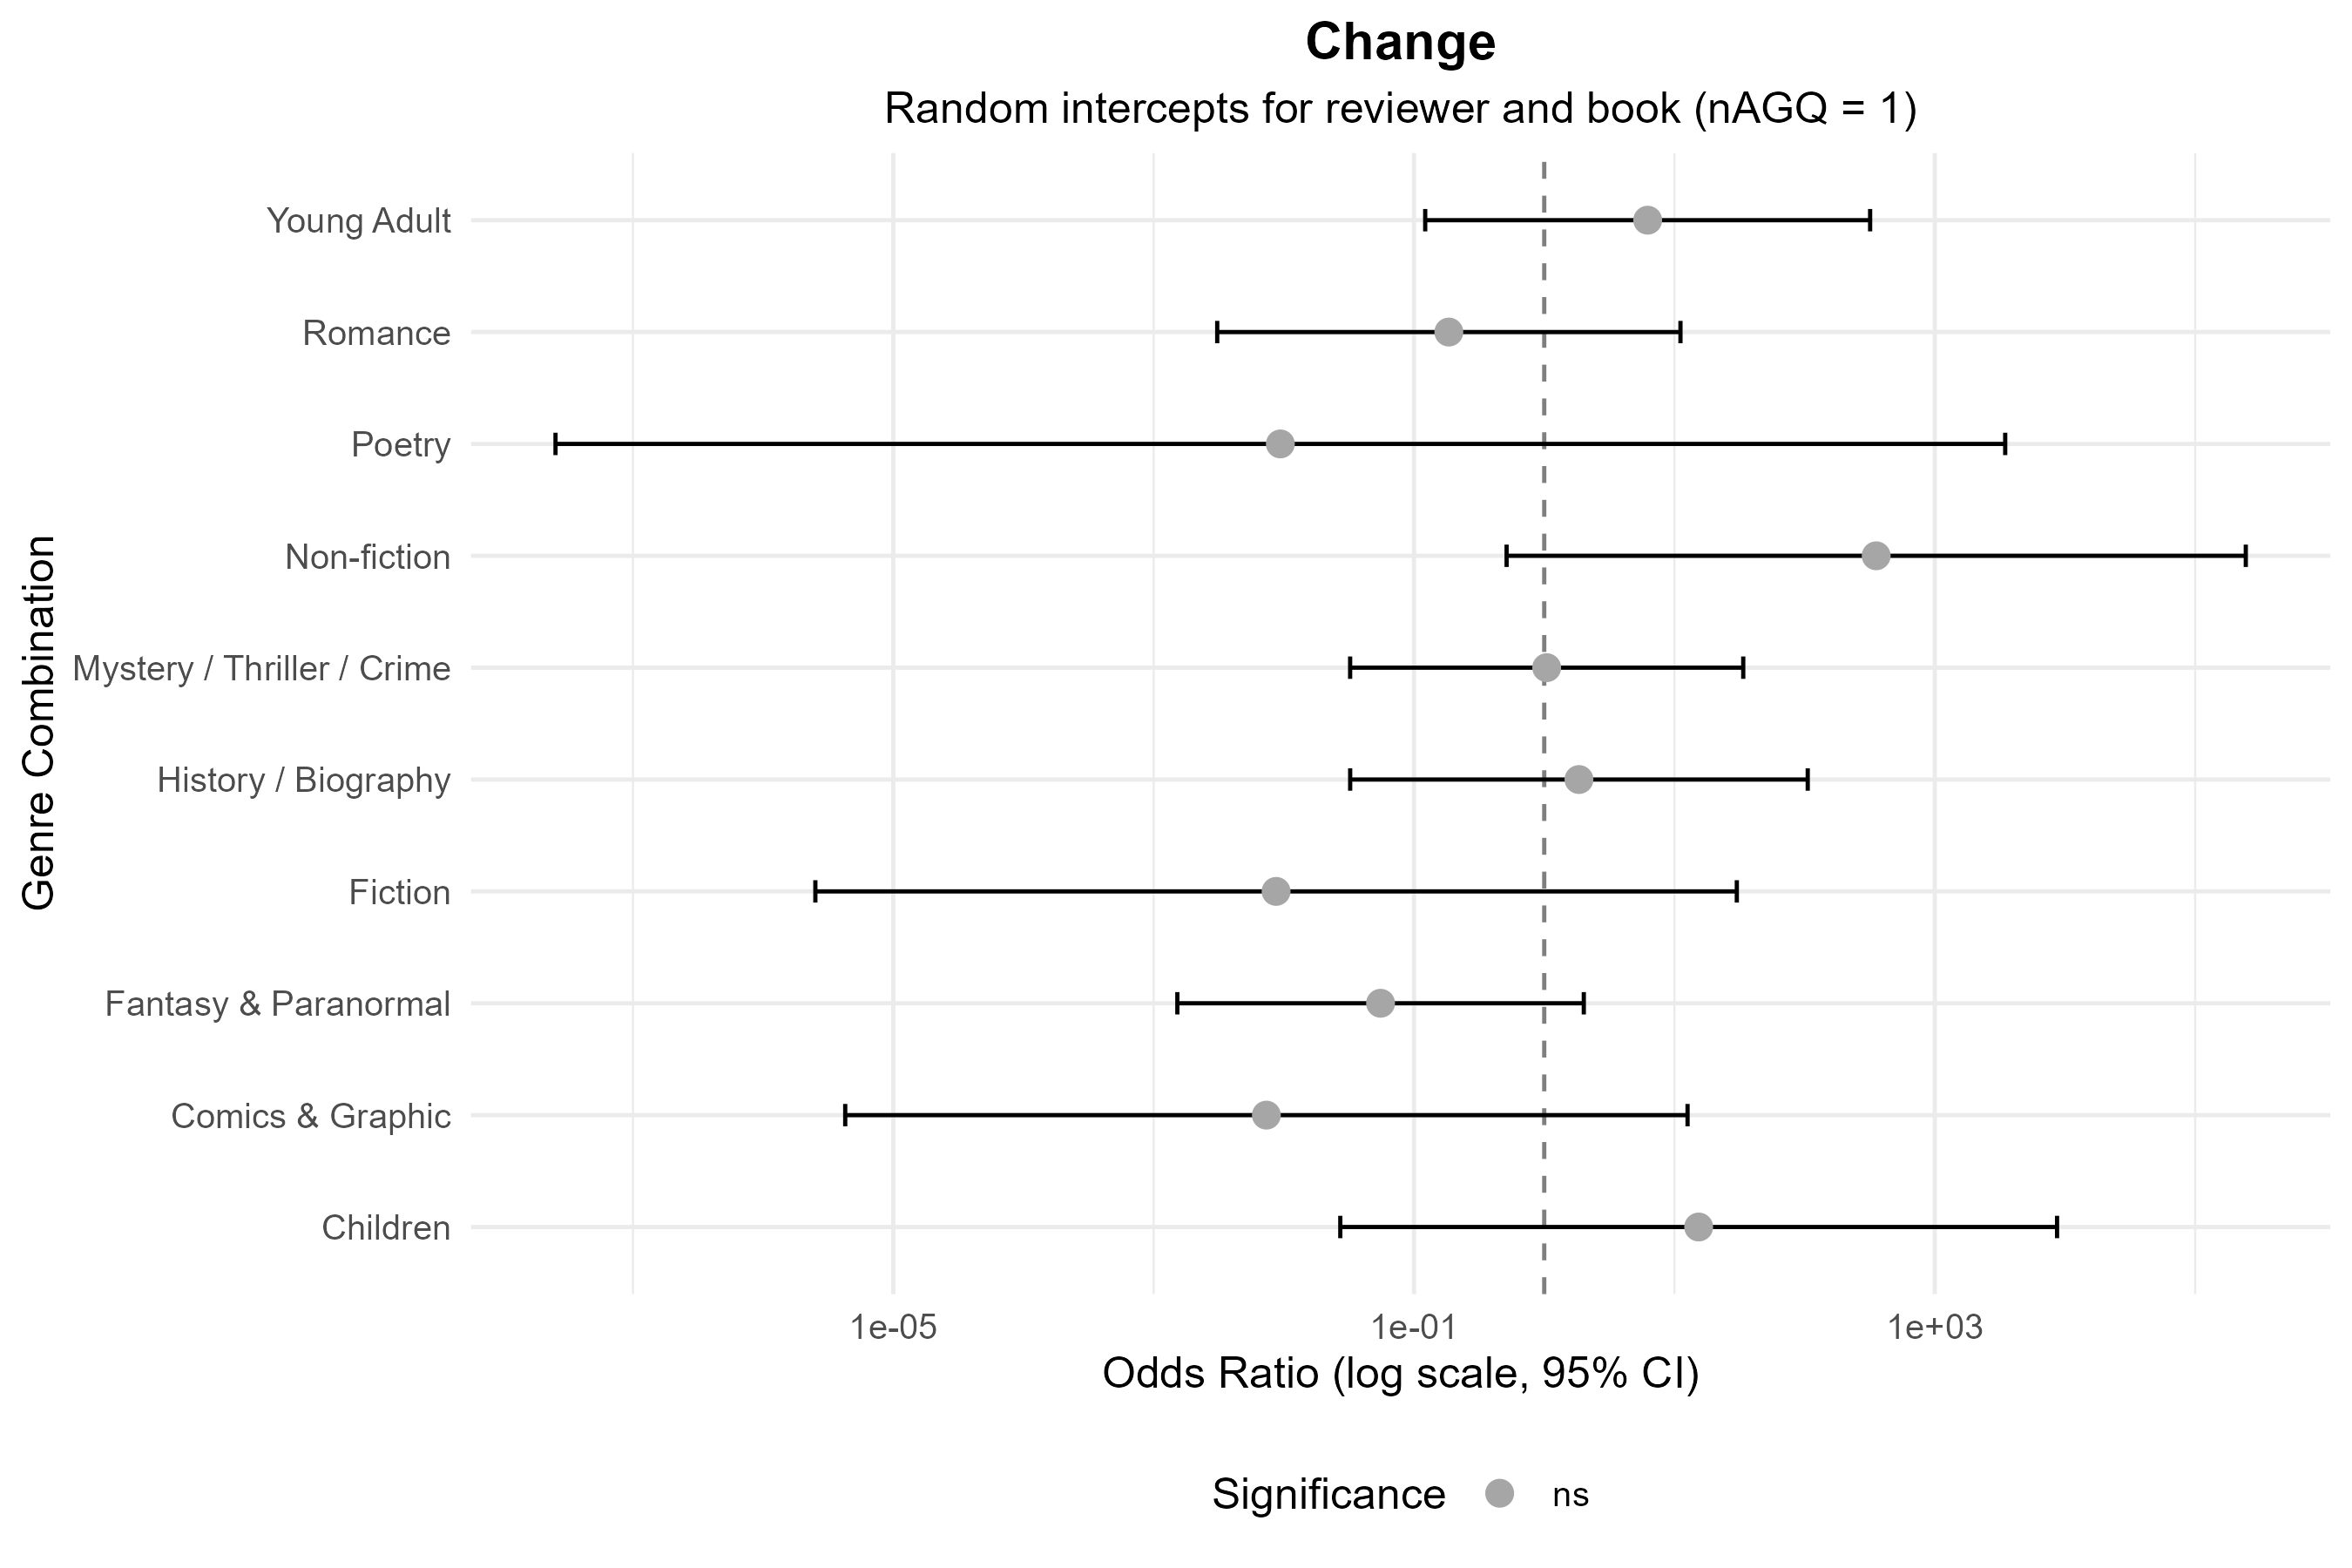 Change
Random intercepts for reviewer and book (nAGQ = 1)
Genre Combination
Young Adult
Romance
Poetry
Non-fiction
Mystery / Thriller / Crime
History / Biography
Fiction
Fantasy & Paranormal
Comics & Graphic
Children
1e-05 1e-01 1e+03
Odds Ratio (log scale, 95% CI)
Significance ns